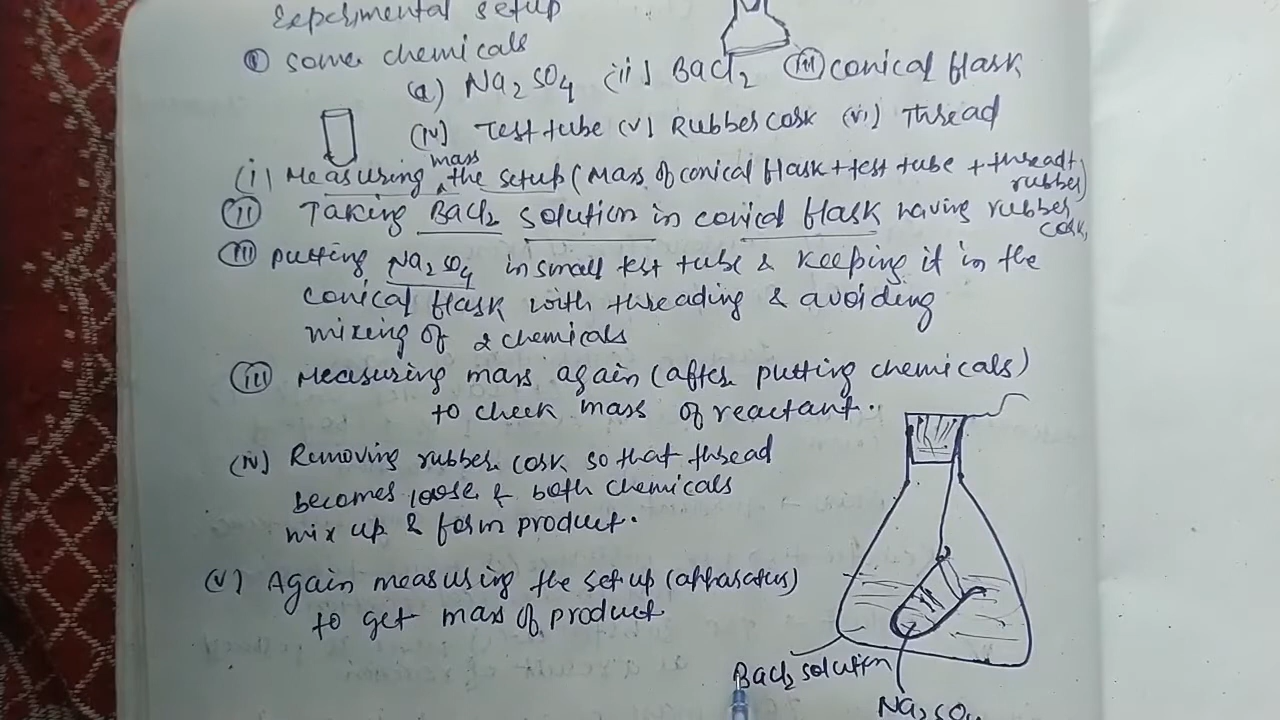 Experimental setup
① some chemicals
(a) Na2SO4 (ii) BaCl2 (iii) conical flask
(iv) Test tube (v) Rubber cork (vi) Thread
(i) Measuring mass the setup (Mass of conical flask + test tube + thread +
rubber)
(ii) Taking BaCl2 solution in conical flask having rubber
cork,
(iii) putting Na2SO4 in small test tube & keeping it in the
conical flask with threading & avoiding
mixing of 2 chemicals
(iii) Measuring mass again (after putting chemicals)
to check mass of reactant.
(iv) Removing rubber cork so that thread
becomes loose & both chemicals
mix up & form product.
(v) Again measuring the setup (apparatus)
to get mass of product
BaCl2 solution
Na2SO4